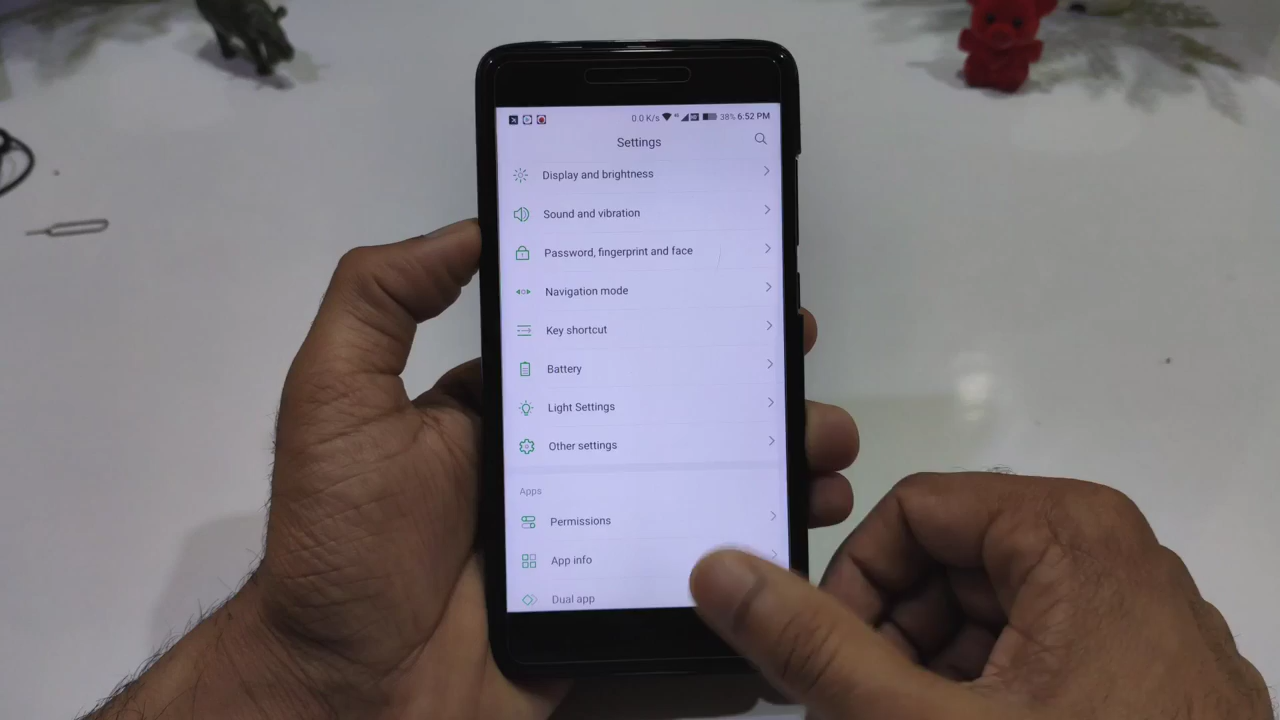 0.0 K/s 38% 6:52 PM
Settings
Display and brightness
Sound and vibration
Password, fingerprint and face
Navigation mode
Key shortcut
Battery
Light Settings
Other settings
Apps
Permissions
App info
Dual app